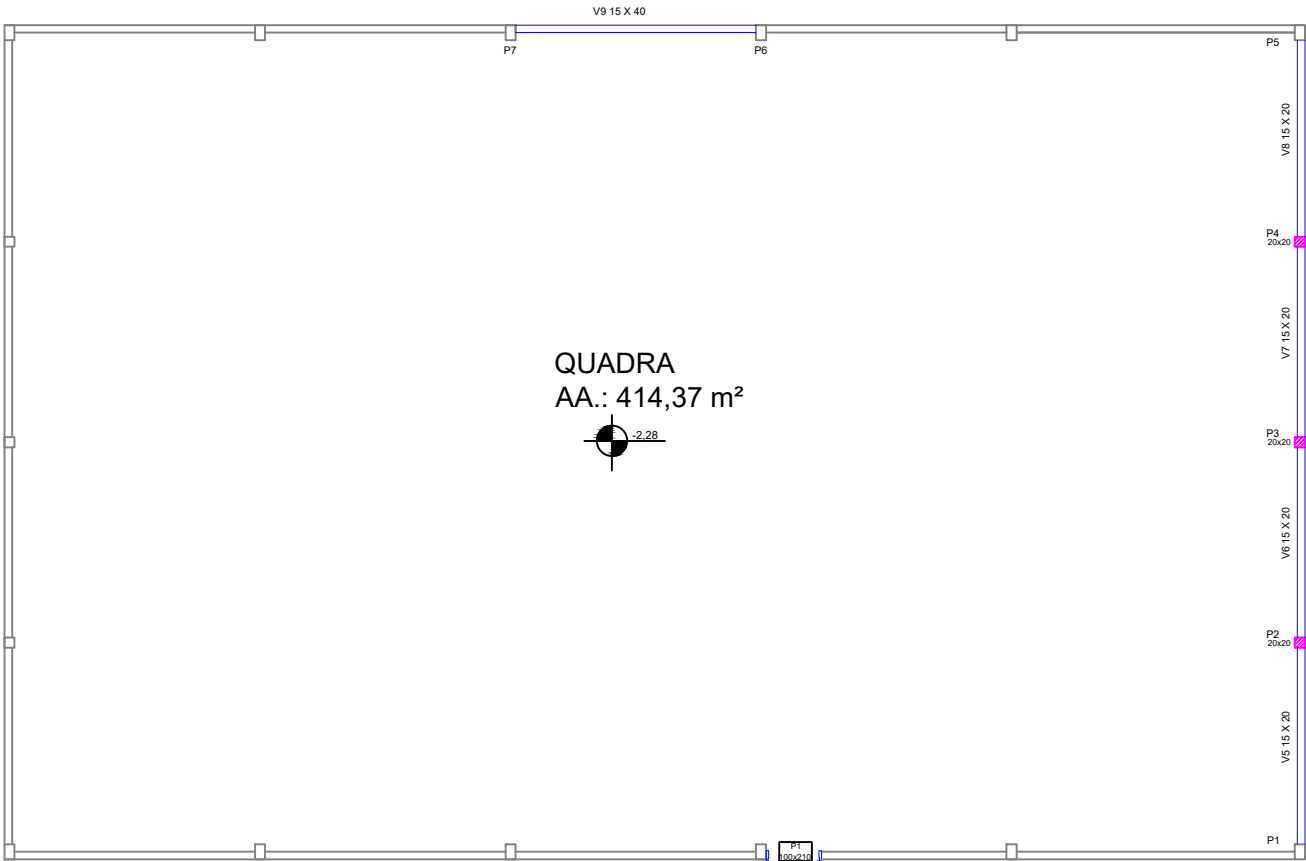 V9 15 X 40
P7
P6
P5
V8 15 X 20
P4
20x20
V7 15 X 20
QUADRA
AA.: 414,37 m²
-2,28
P3
20x20
V6 15 X 20
P2
20x20
V5 15 X 20
P1
P1
100x210